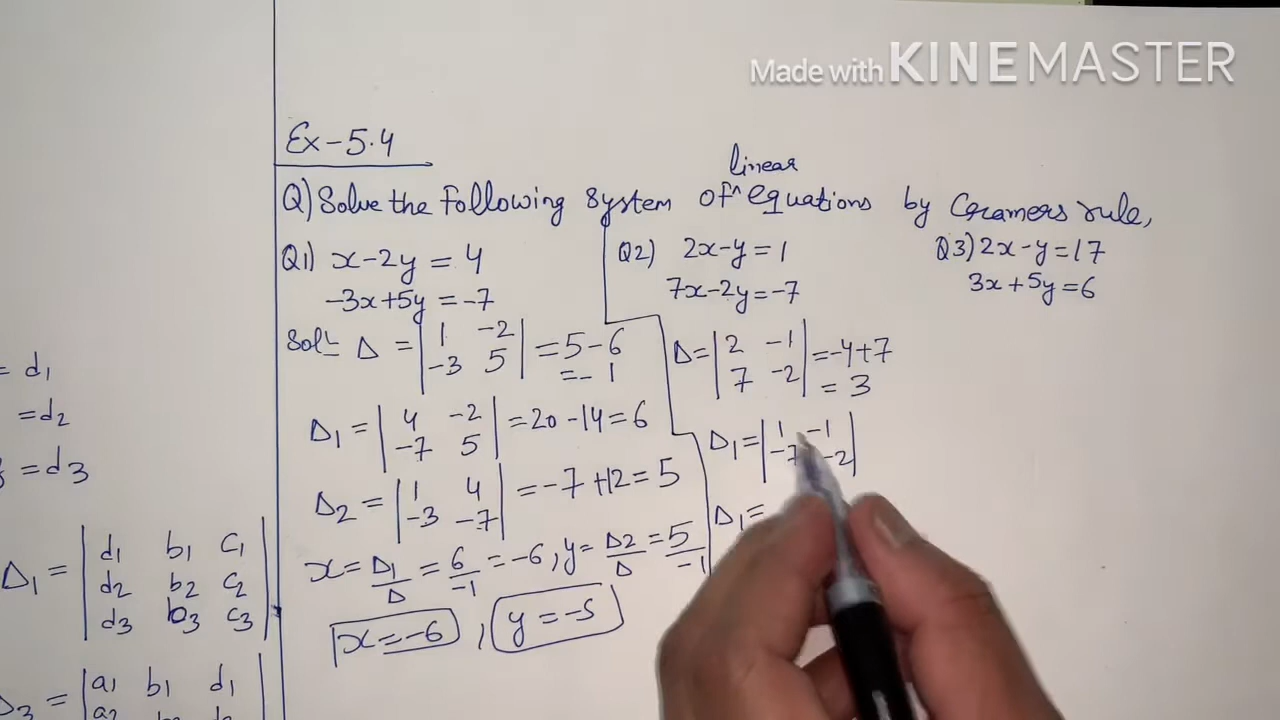 Made with KINEMASTER
Ex-5.4
linear
Q) Solve the following system of ^ equations by Cramers rule,
Q1) x-2y = 4
-3x+5y = -7
Sol:- Δ = | 1 -2 | = 5-6
| -3 5 | = -1
Δ1 = | 4 -2 | = 20-14 = 6
| -7 5 |
Δ2 = | 1 4 | = -7+12 = 5
| -3 -7 |
x = Δ1/Δ = 6/-1 = -6, y = Δ2/Δ = 5/-1
x = -6, y = -5
Q2) 2x-y = 1
7x-2y = -7
Δ = | 2 -1 | = -4+7
| 7 -2 | = 3
Δ1 = | 1 -1 |
| -7 -2 |
Δ1 =
Q3) 2x-y = 17
3x+5y = 6
= d1
= d2
= d3
Δ1 = | d1 b1 c1 |
| d2 b2 c2 |
| d3 b3 c3 |
Δ3 = | a1 b1 d1 |